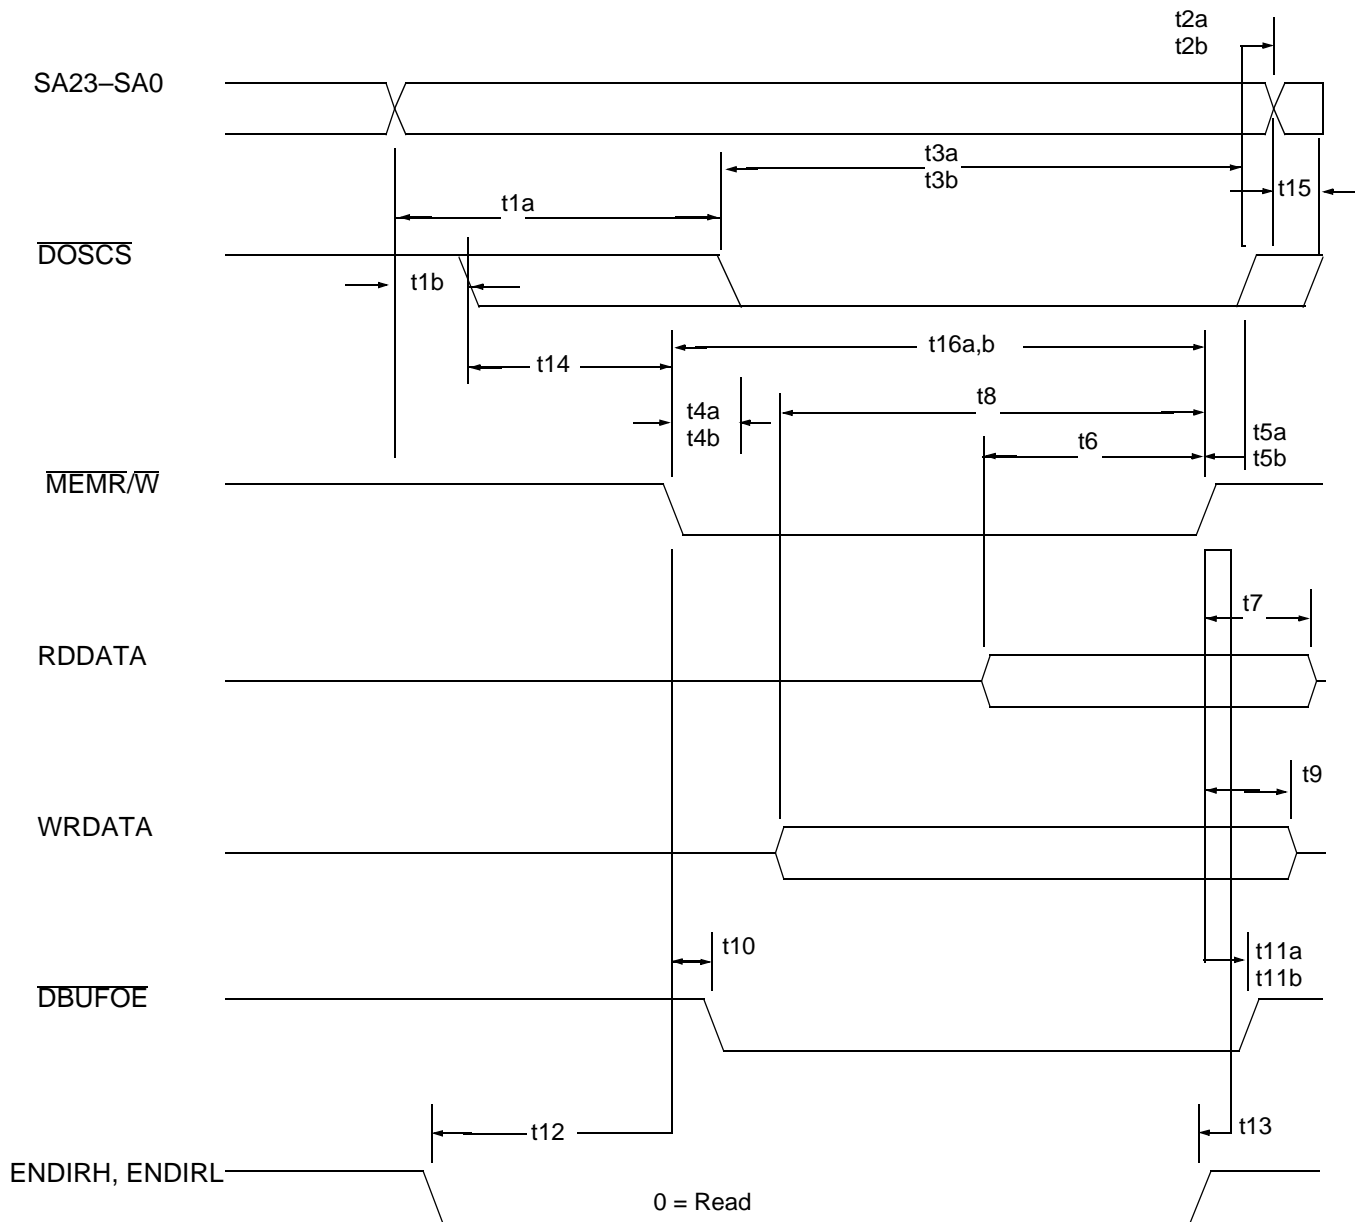 t2a
t2b
SA23–SA0
t3a
t3b
t15
t1a
DOSCS
t1b
t16a,b
t14
t8
t4a
t4b
t6
t5a
t5b
MEMR/W
t7
RDDATA
t9
WRDATA
t10
t11a
t11b
DBUFOE
t12
t13
ENDIRH, ENDIRL
0 = Read